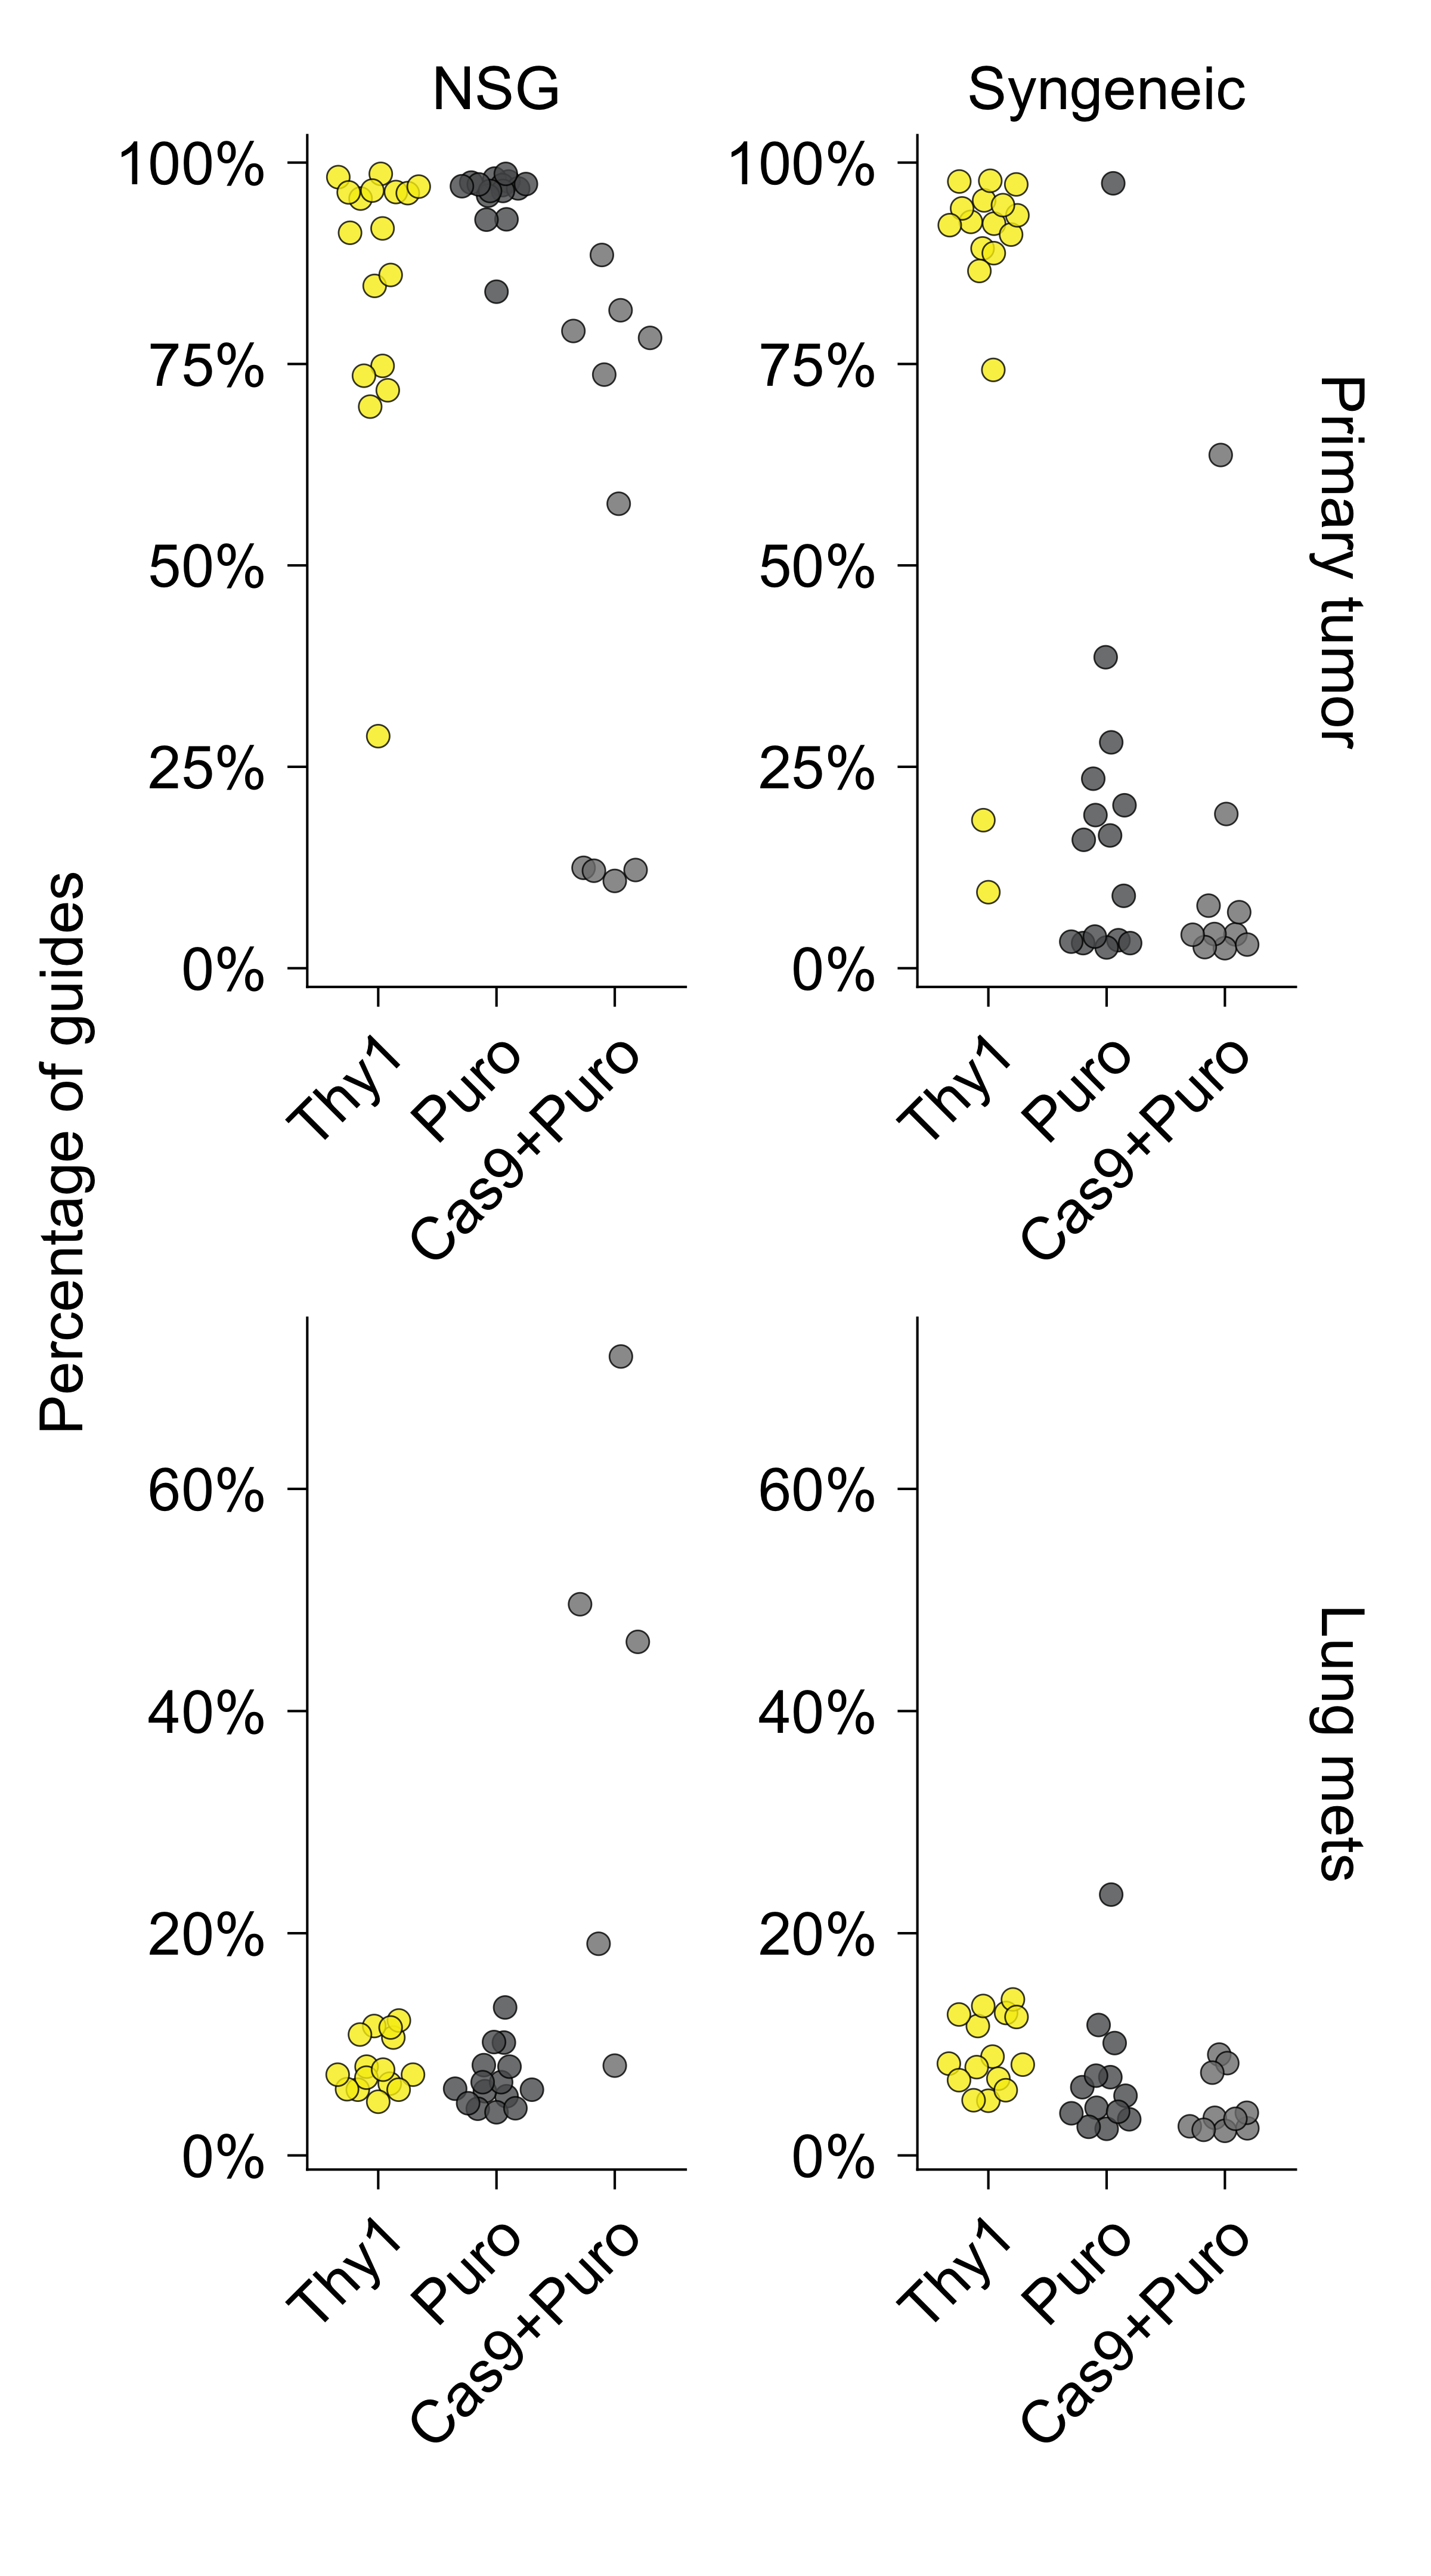 NSG
Syngeneic
100%
75%
50%
25%
0%
100%
75%
50%
25%
0%
Primary tumor
Thy1
Puro
Cas9+Puro
Thy1
Puro
Cas9+Puro
Percentage of guides
60%
40%
20%
0%
60%
40%
20%
0%
Lung mets
Thy1
Puro
Cas9+Puro
Thy1
Puro
Cas9+Puro